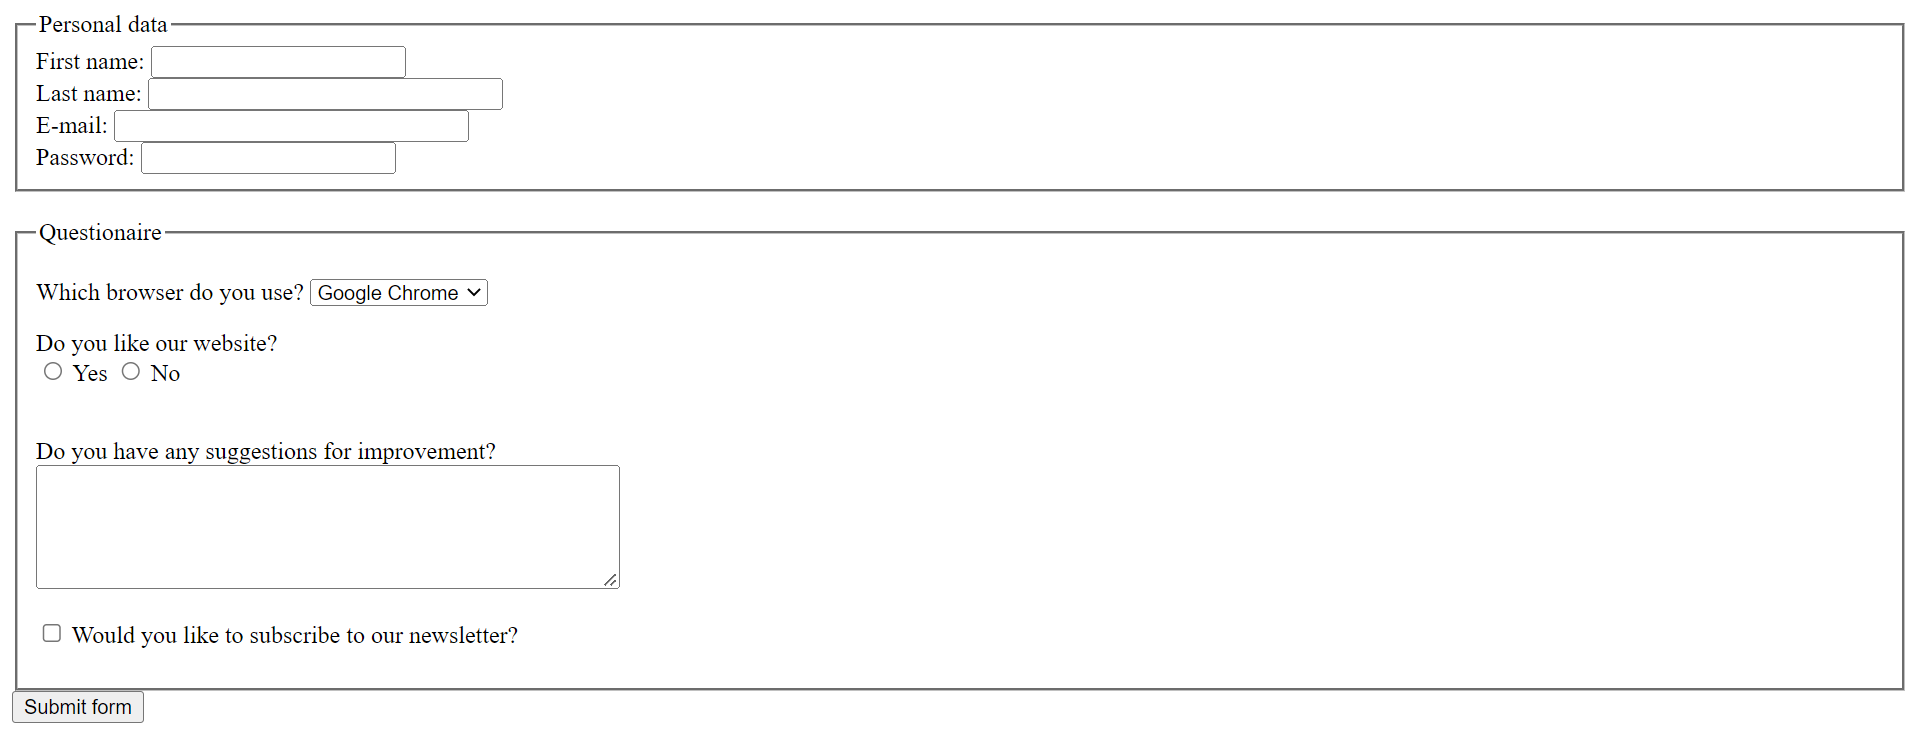 Personal data
First name:
Last name:
E-mail:
Password:
Questionaire
Which browser do you use? Google Chrome
Do you like our website?
Yes No
Do you have any suggestions for improvement?
Would you like to subscribe to our newsletter?
Submit form